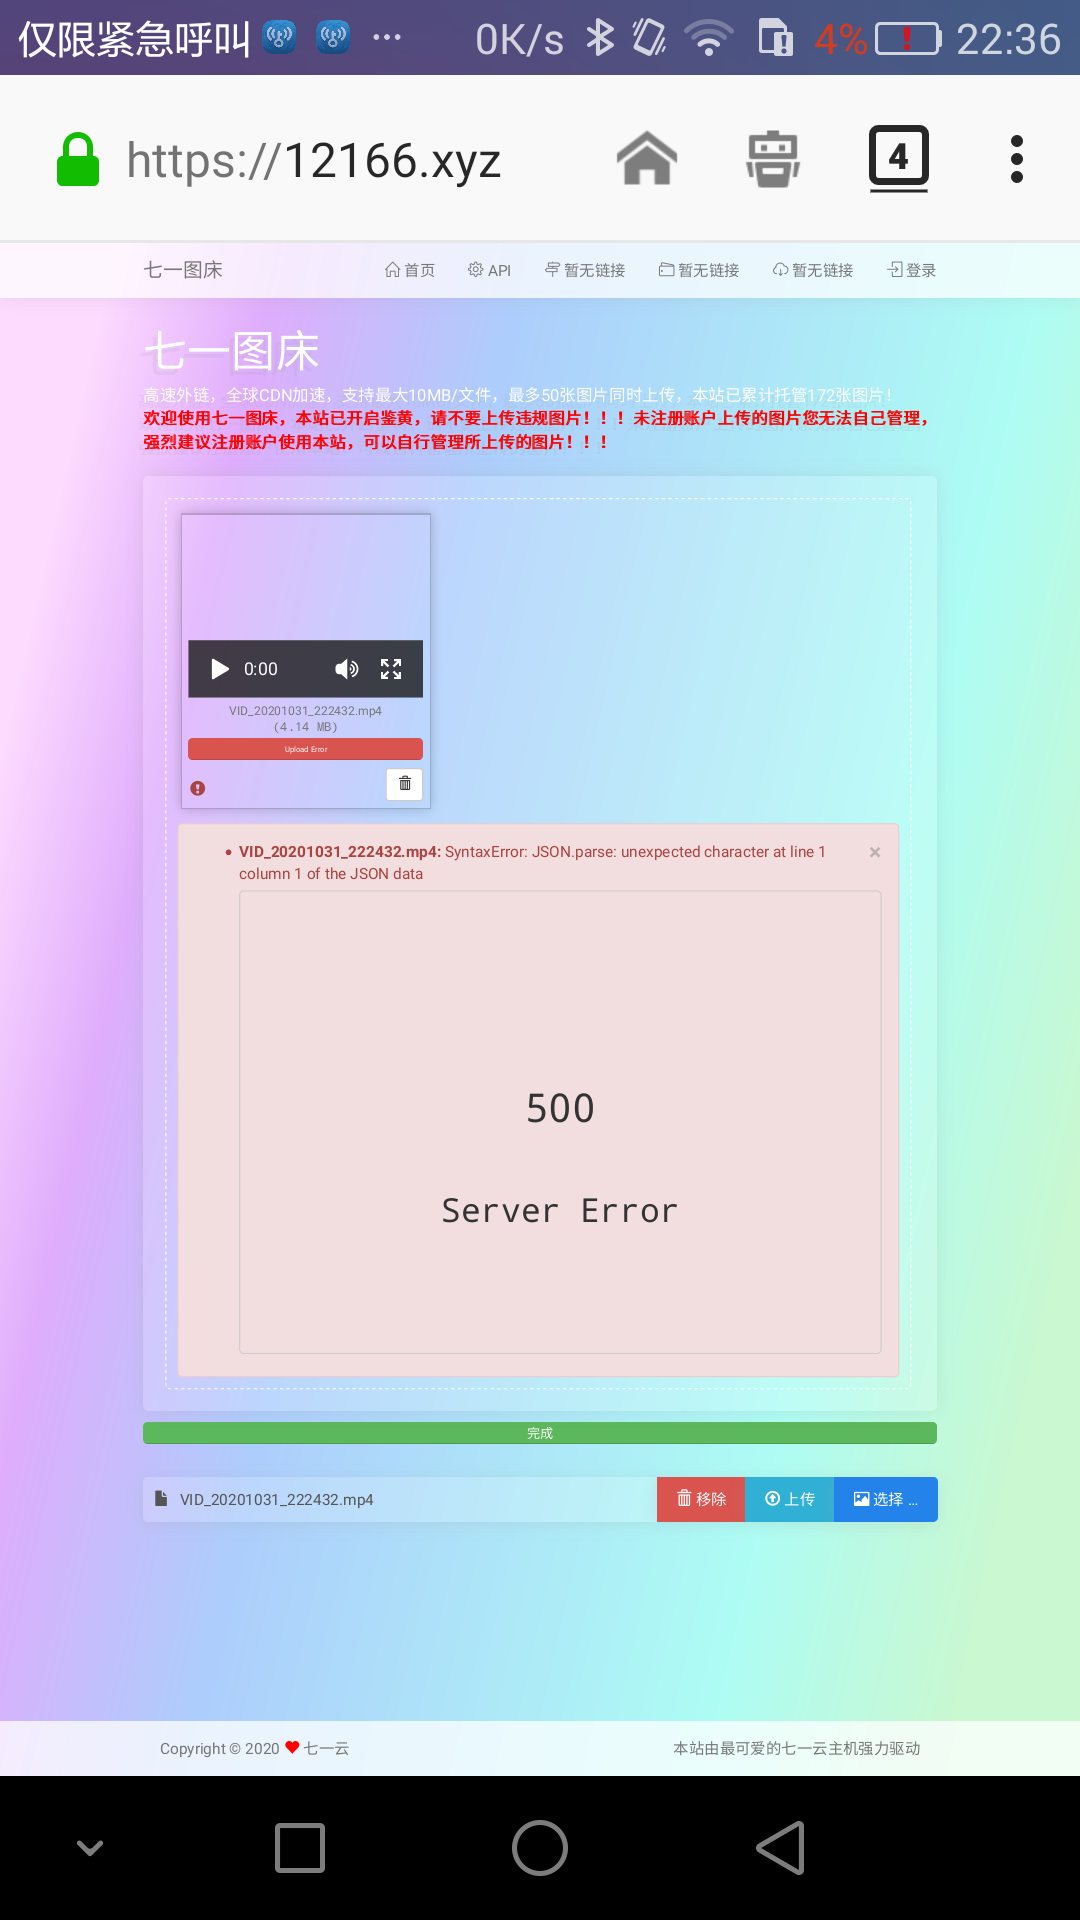 仅限紧急呼叫 ... 0K/s 4% 22:36
https://12166.xyz 4
七一图床 首页 API 暂无链接 暂无链接 暂无链接 登录
七一图床
高速外链，全球CDN加速，支持最大10MB/文件，最多50张图片同时上传，本站已累计托管172张图片！
欢迎使用七一图床，本站已开启鉴黄，请不要上传违规图片！！！未注册账户上传的图片您无法自己管理，
强烈建议注册账户使用本站，可以自行管理所上传的图片！！！
0:00
VID_20201031_222432.mp4
(4.14 MB)
Upload Error
• VID_20201031_222432.mp4: SyntaxError: JSON.parse: unexpected character at line 1 ×
column 1 of the JSON data
500
Server Error
完成
VID_20201031_222432.mp4 移除 上传 选择 ...
Copyright © 2020 ❤ 七一云 本站由最可爱的七一云主机强力驱动